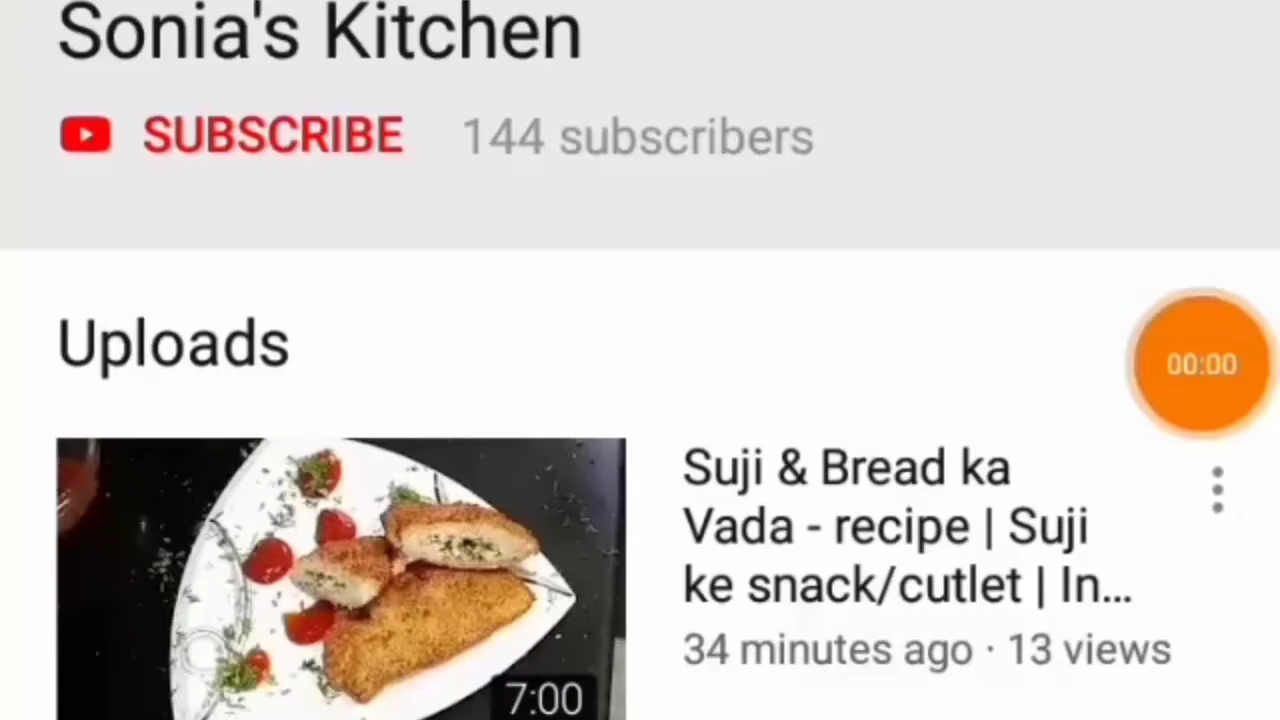 Sonia's Kitchen
SUBSCRIBE 144 subscribers
Uploads
00:00
Suji & Bread ka
Vada - recipe | Suji
ke snack/cutlet | In...
34 minutes ago · 13 views
7:00